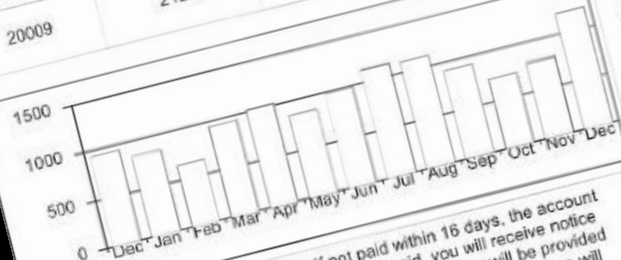 20009
1500
1000
500
0
Dec Jan Feb Mar Apr May Jun Jul Aug Sep Oct Nov Dec
not paid within 16 days, the account
you will receive notice
will be provided
will